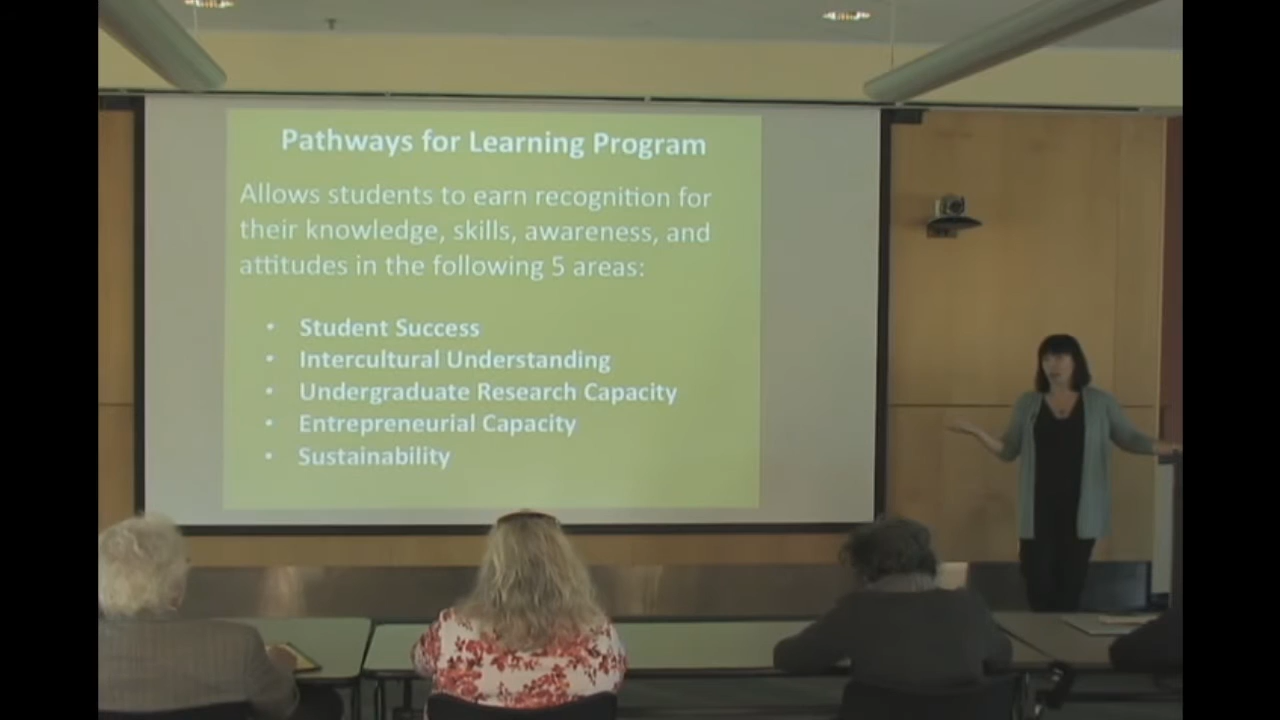 Pathways for Learning Program
Allows students to earn recognition for
their knowledge, skills, awareness, and
attitudes in the following 5 areas:
• Student Success
• Intercultural Understanding
• Undergraduate Research Capacity
• Entrepreneurial Capacity
• Sustainability